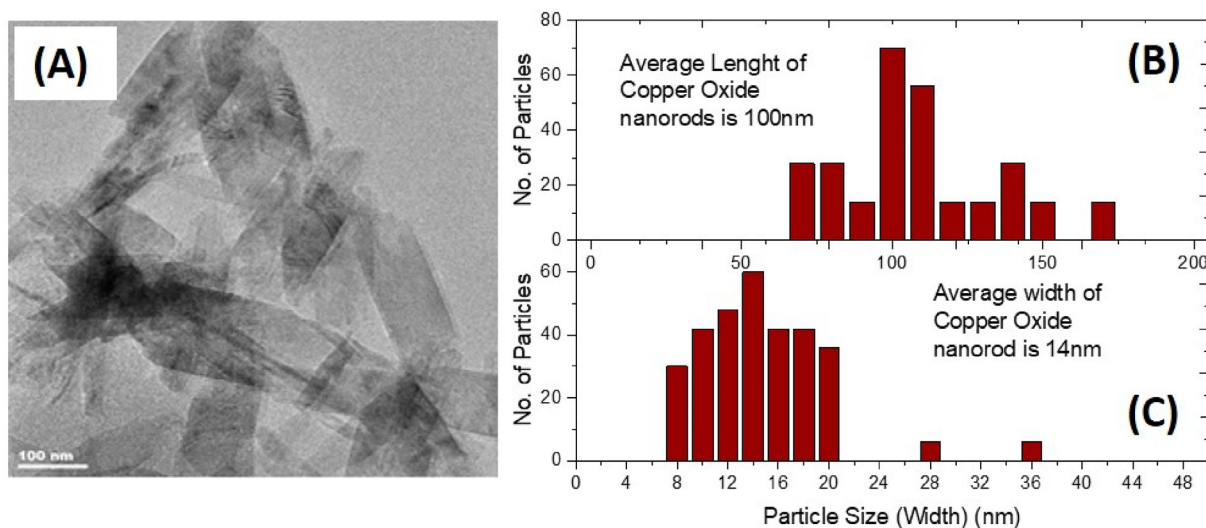 (A)
100 nm
(B)
80
60
40
20
0
No. of Particles
Average Lenght of
Copper Oxide
nanorods is 100nm
0 50 100 150 200
(C)
60
40
20
0
No. of Particles
Average width of
Copper Oxide
nanorod is 14nm
0 4 8 12 16 20 24 28 32 36 40 44 48
Particle Size (Width) (nm)